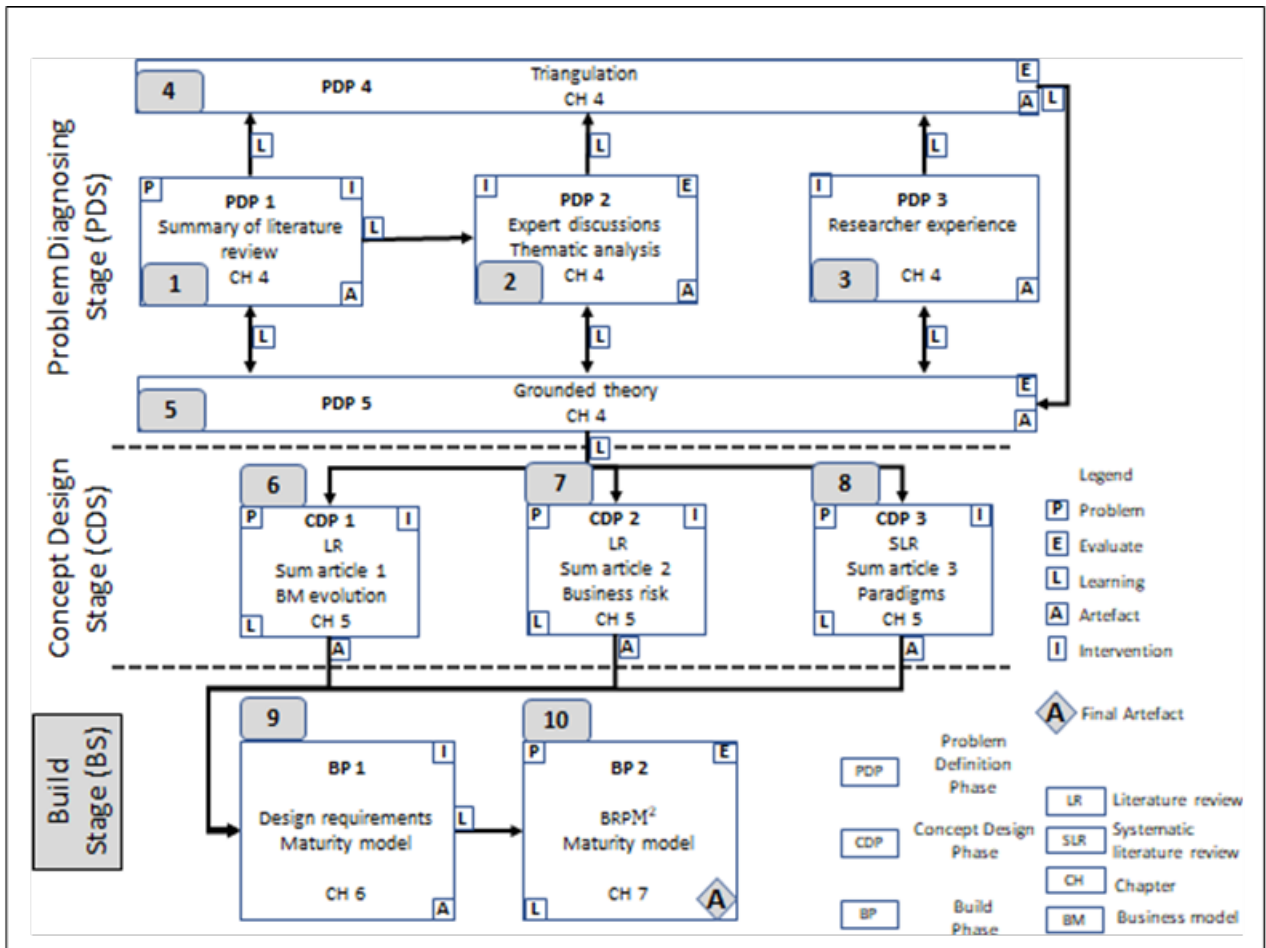 Problem Diagnosing
Stage (PDS)
4
PDP 4
Triangulation
CH 4
E
A
L
L
L
L
P
I
PDP 1
Summary of literature
review
CH 4
1
A
L
I
E
PDP 2
Expert discussions
Thematic analysis
CH 4
2
A
I
PDP 3
Researcher experience
CH 4
3
A
L
L
L
5
PDP 5
Grounded theory
CH 4
E
A
L
Concept Design
Stage (CDS)
6
P
I
CDP 1
LR
Sum article 1
BM evolution
CH 5
L
A
7
P
I
CDP 2
LR
Sum article 2
Business risk
CH 5
L
A
8
P
I
CDP 3
SLR
Sum article 3
Paradigms
CH 5
L
A
Build
Stage (BS)
9
I
BP 1
Design requirements
Maturity model
CH 6
A
L
10
P
E
BP 2
BRPM²
Maturity model
CH 7
L
A
Legend
P Problem
E Evaluate
L Learning
A Artefact
I Intervention
A Final Artefact
PDP Problem
Definition
Phase
CDP Concept Design
Phase
BP Build
Phase
LR Literature review
SLR Systematic
literature review
CH Chapter
BM Business model